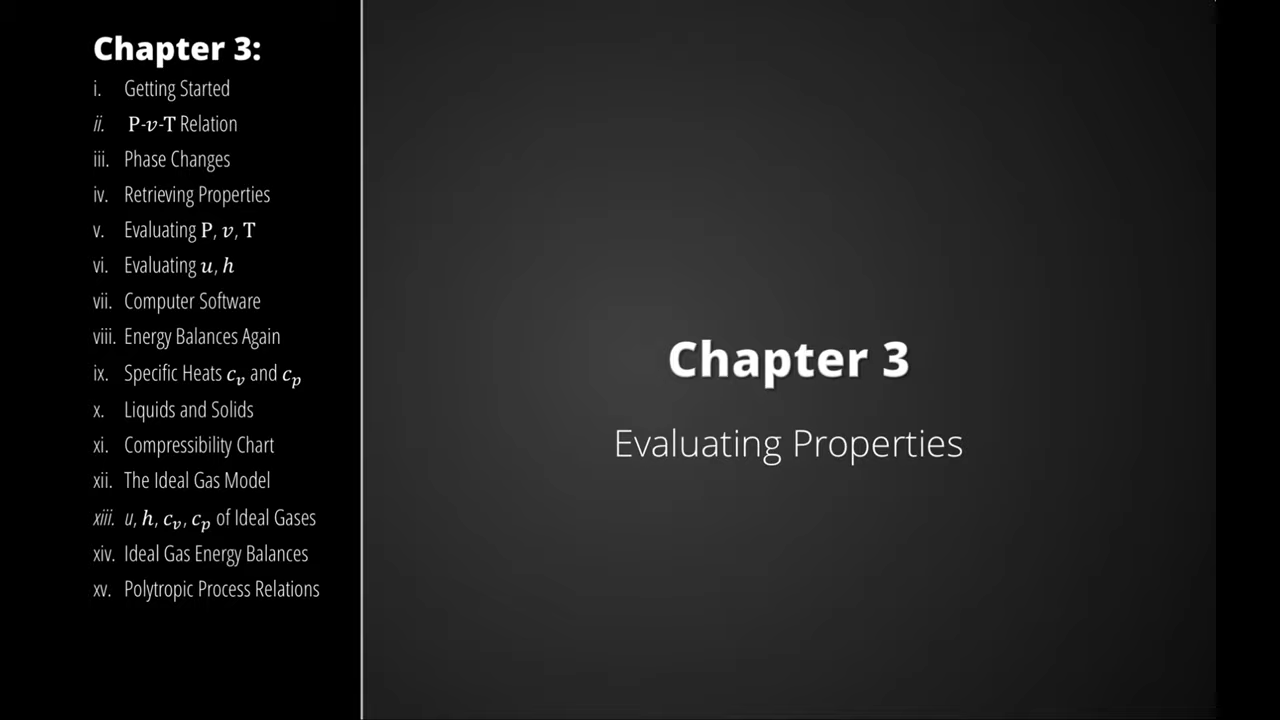 Chapter 3:
i. Getting Started
ii. P-v-T Relation
iii. Phase Changes
iv. Retrieving Properties
v. Evaluating P, v, T
vi. Evaluating u, h
vii. Computer Software
viii. Energy Balances Again
ix. Specific Heats cᵥ and cₚ
x. Liquids and Solids
xi. Compressibility Chart
xii. The Ideal Gas Model
xiii. u, h, cᵥ, cₚ of Ideal Gases
xiv. Ideal Gas Energy Balances
xv. Polytropic Process Relations
Chapter 3
Evaluating Properties